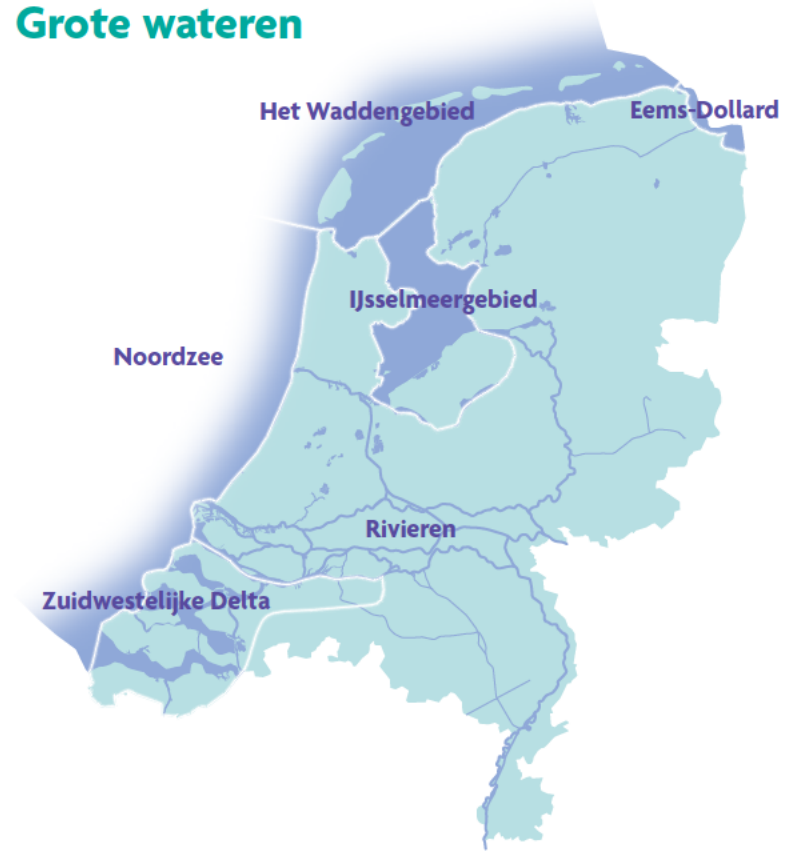 Grote wateren
Het Waddengebied
Eems-Dollard
IJsselmeergebied
Noordzee
Rivieren
Zuidwestelijke Delta